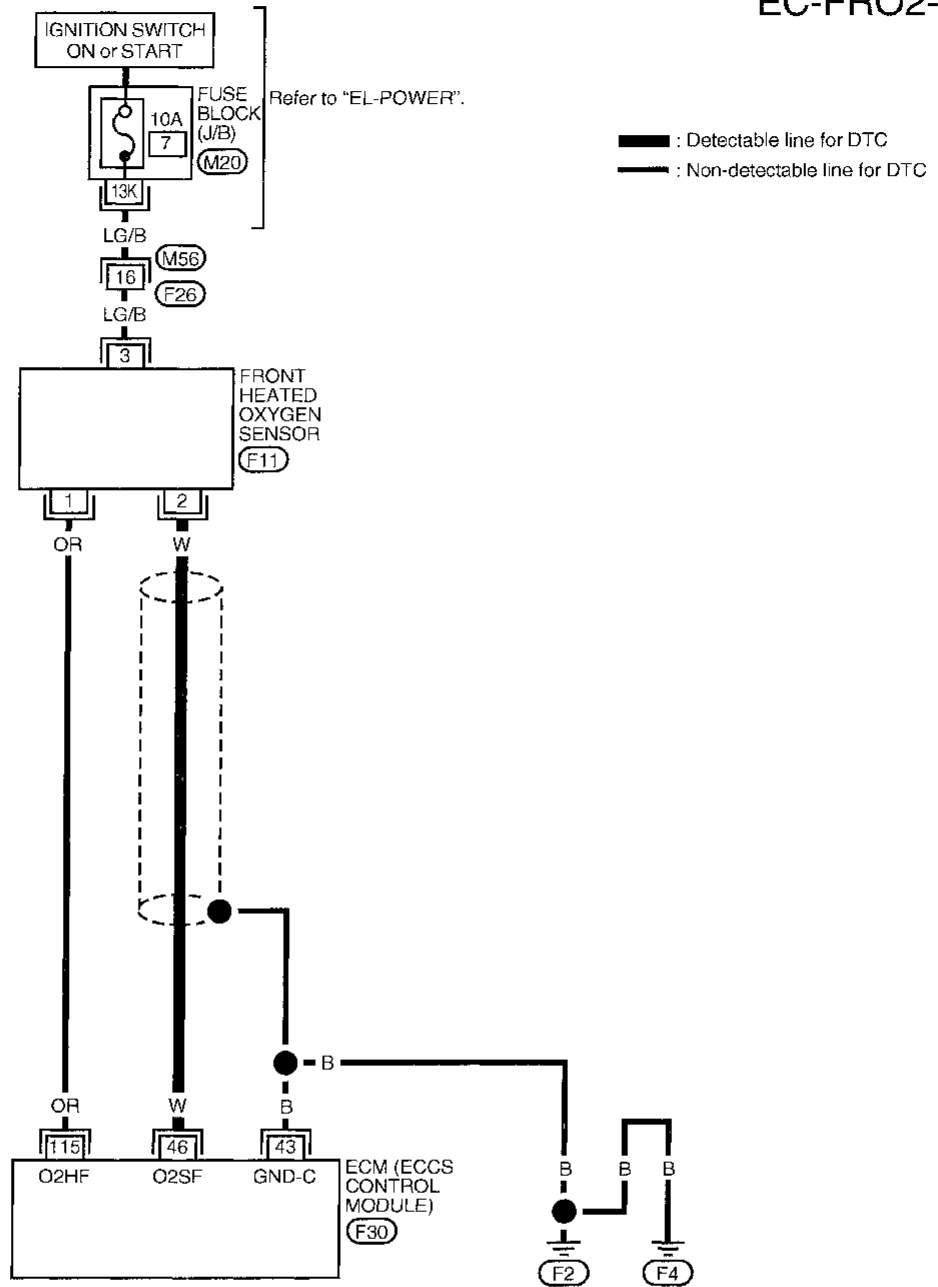 EC-FRO2-
IGNITION SWITCH
ON or START
FUSE
BLOCK
(J/B)
M20
10A
7
Refer to "EL-POWER".
: Detectable line for DTC
: Non-detectable line for DTC
13K
LG/B
M56
16
F26
LG/B
3
FRONT
HEATED
OXYGEN
SENSOR
F11
1
2
OR
W
B
OR
W
B
115
46
43
O2HF
O2SF
GND-C
ECM (ECCS
CONTROL
MODULE)
F30
B
B
B
F2
F4